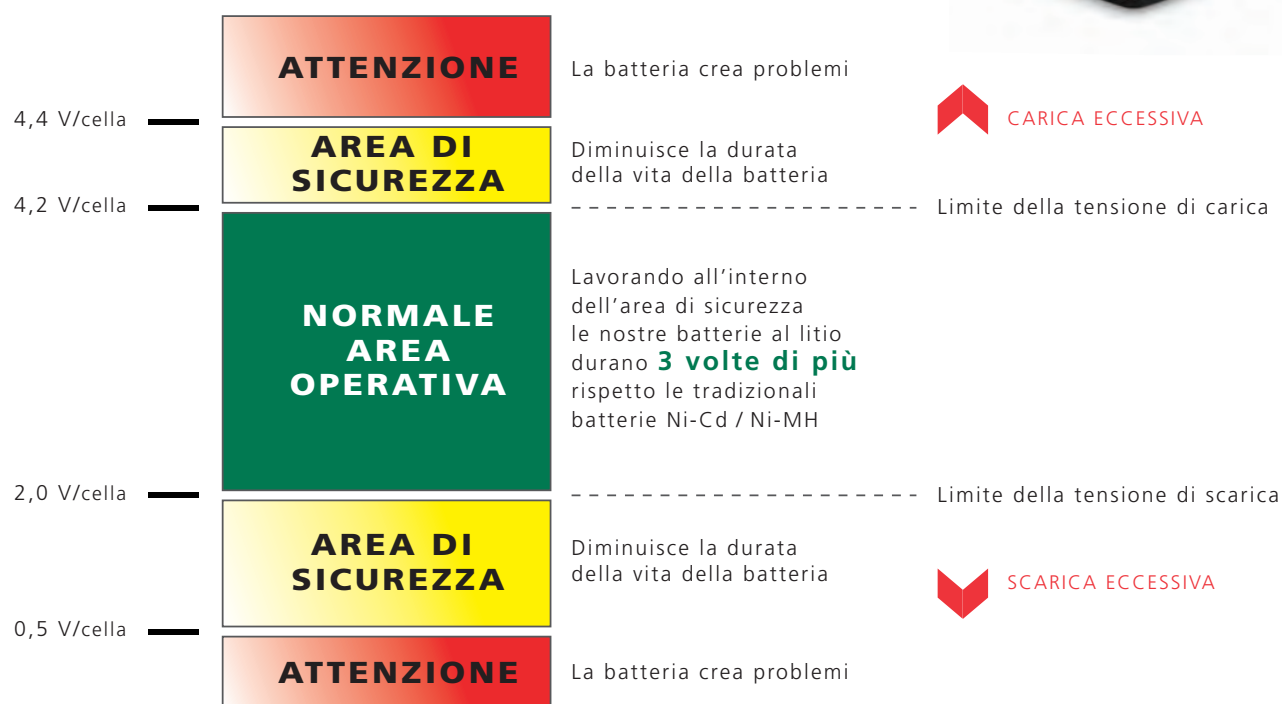 ATTENZIONE
La batteria crea problemi
4,4 V/cella
CARICA ECCESSIVA
AREA DI
SICUREZZA
Diminuisce la durata
della vita della batteria
4,2 V/cella
Limite della tensione di carica
NORMALE
AREA
OPERATIVA
Lavorando all’interno
dell’area di sicurezza
le nostre batterie al litio
durano 3 volte di più
rispetto le tradizionali
batterie Ni-Cd / Ni-MH
2,0 V/cella
Limite della tensione di scarica
AREA DI
SICUREZZA
Diminuisce la durata
della vita della batteria
SCARICA ECCESSIVA
0,5 V/cella
ATTENZIONE
La batteria crea problemi